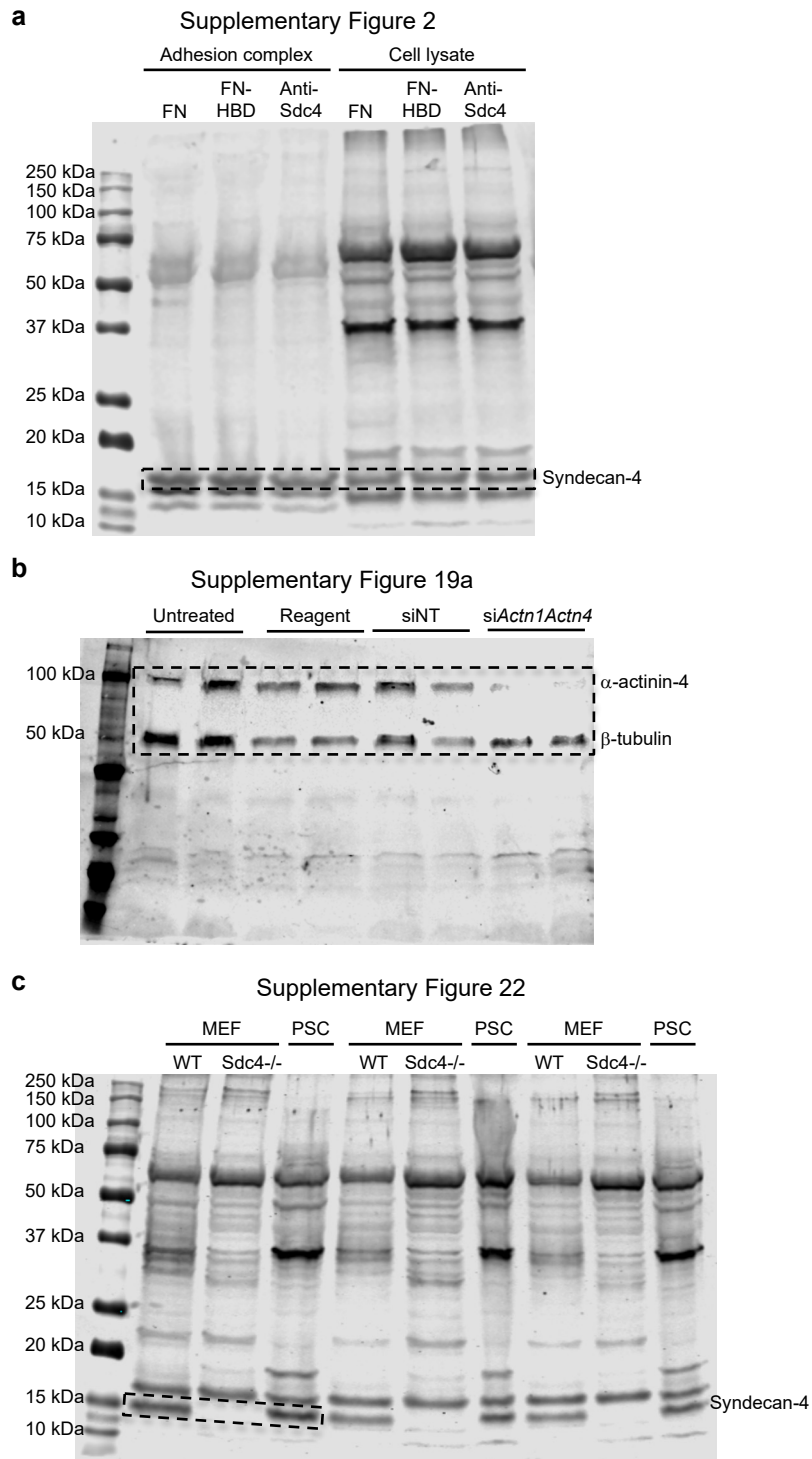 a
Supplementary Figure 2
Adhesion complex Cell lysate
FN FN-HBD Anti-Sdc4 FN FN-HBD Anti-Sdc4
250 kDa
150 kDa
100 kDa
75 kDa
50 kDa
37 kDa
25 kDa
20 kDa
Syndecan-4
15 kDa
10 kDa
b
Supplementary Figure 19a
Untreated Reagent siNT siActn1Actn4
100 kDa
α-actinin-4
50 kDa
β-tubulin
c
Supplementary Figure 22
MEF PSC MEF PSC MEF PSC
WT Sdc4-/- WT Sdc4-/- WT Sdc4-/-
250 kDa
150 kDa
100 kDa
75 kDa
50 kDa
37 kDa
25 kDa
20 kDa
15 kDa
Syndecan-4
10 kDa